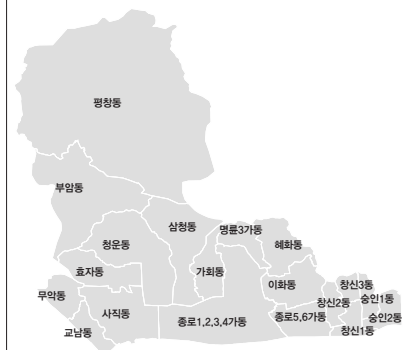 평창동
부암동
삼청동
명륜3가동
청운동
혜화동
효자동
가회동
무악동
이화동
창신3동
숭인1동
창신2동
사직동
종로1,2,3,4가동
종로5,6가동
숭인2동
교남동
창신1동